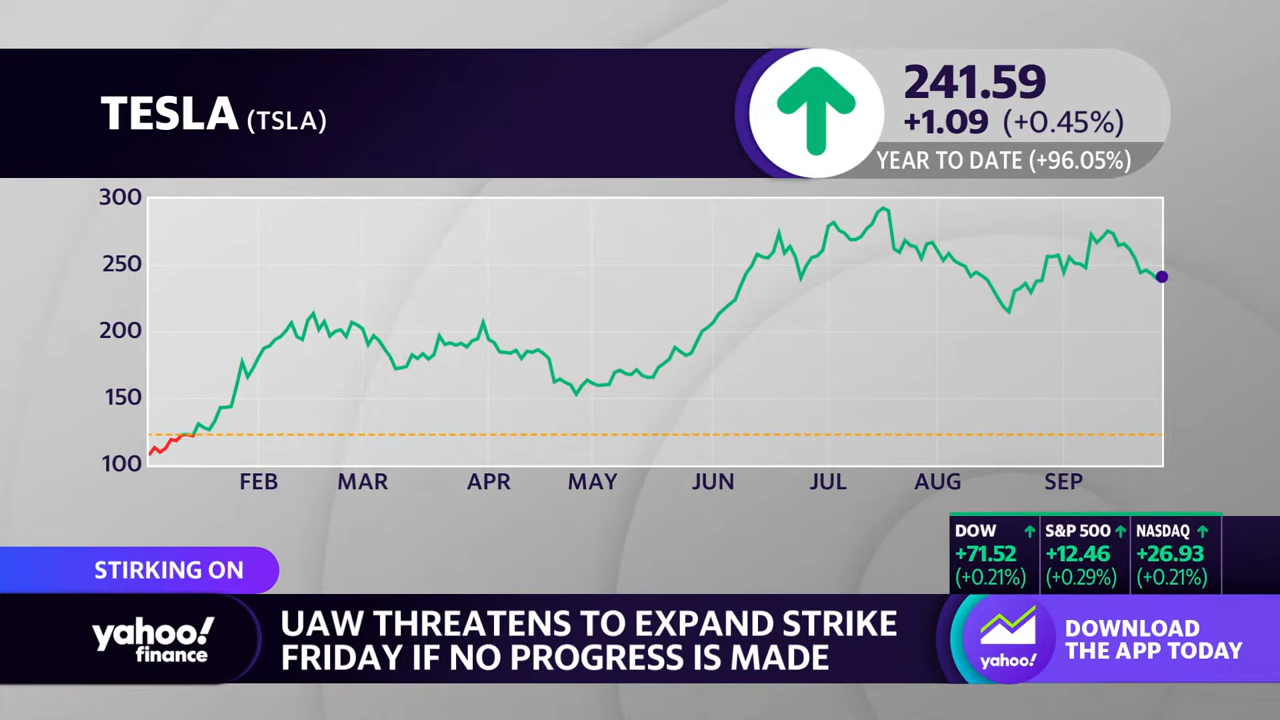 TESLA (TSLA)
241.59
+1.09 (+0.45%)
YEAR TO DATE (+96.05%)
300
250
200
150
100
FEB MAR APR MAY JUN JUL AUG SEP
DOW S&P 500 NASDAQ
+71.52 +12.46 +26.93
(+0.21%) (+0.29%) (+0.21%)
STIRKING ON
yahoo!
finance
UAW THREATENS TO EXPAND STRIKE
FRIDAY IF NO PROGRESS IS MADE
yahoo!
DOWNLOAD
THE APP TODAY